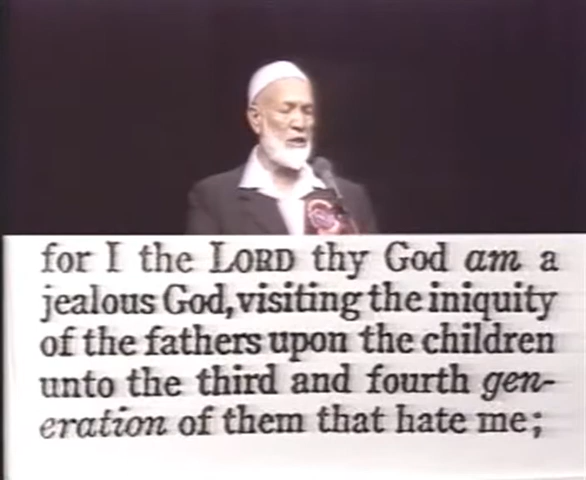 for I the LORD thy God am a
jealous God, visiting the iniquity
of the fathers upon the children
unto the third and fourth gen-
eration of them that hate me;